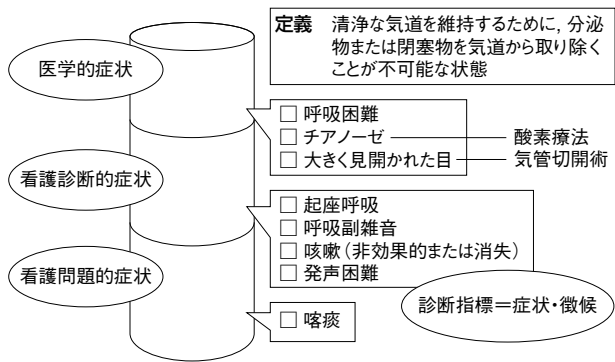 定義　清浄な気道を維持するために，分泌
物または閉塞物を気道から取り除く
ことが不可能な状態
医学的症状
□ 呼吸困難
□ チアノーゼ　酸素療法
□ 大きく見開かれた目　気管切開術
看護診断的症状
□ 起座呼吸
□ 呼吸副雑音
□ 咳嗽（非効果的または消失）
□ 発声困難
看護問題的症状
診断指標＝症状・徴候
□ 喀痰